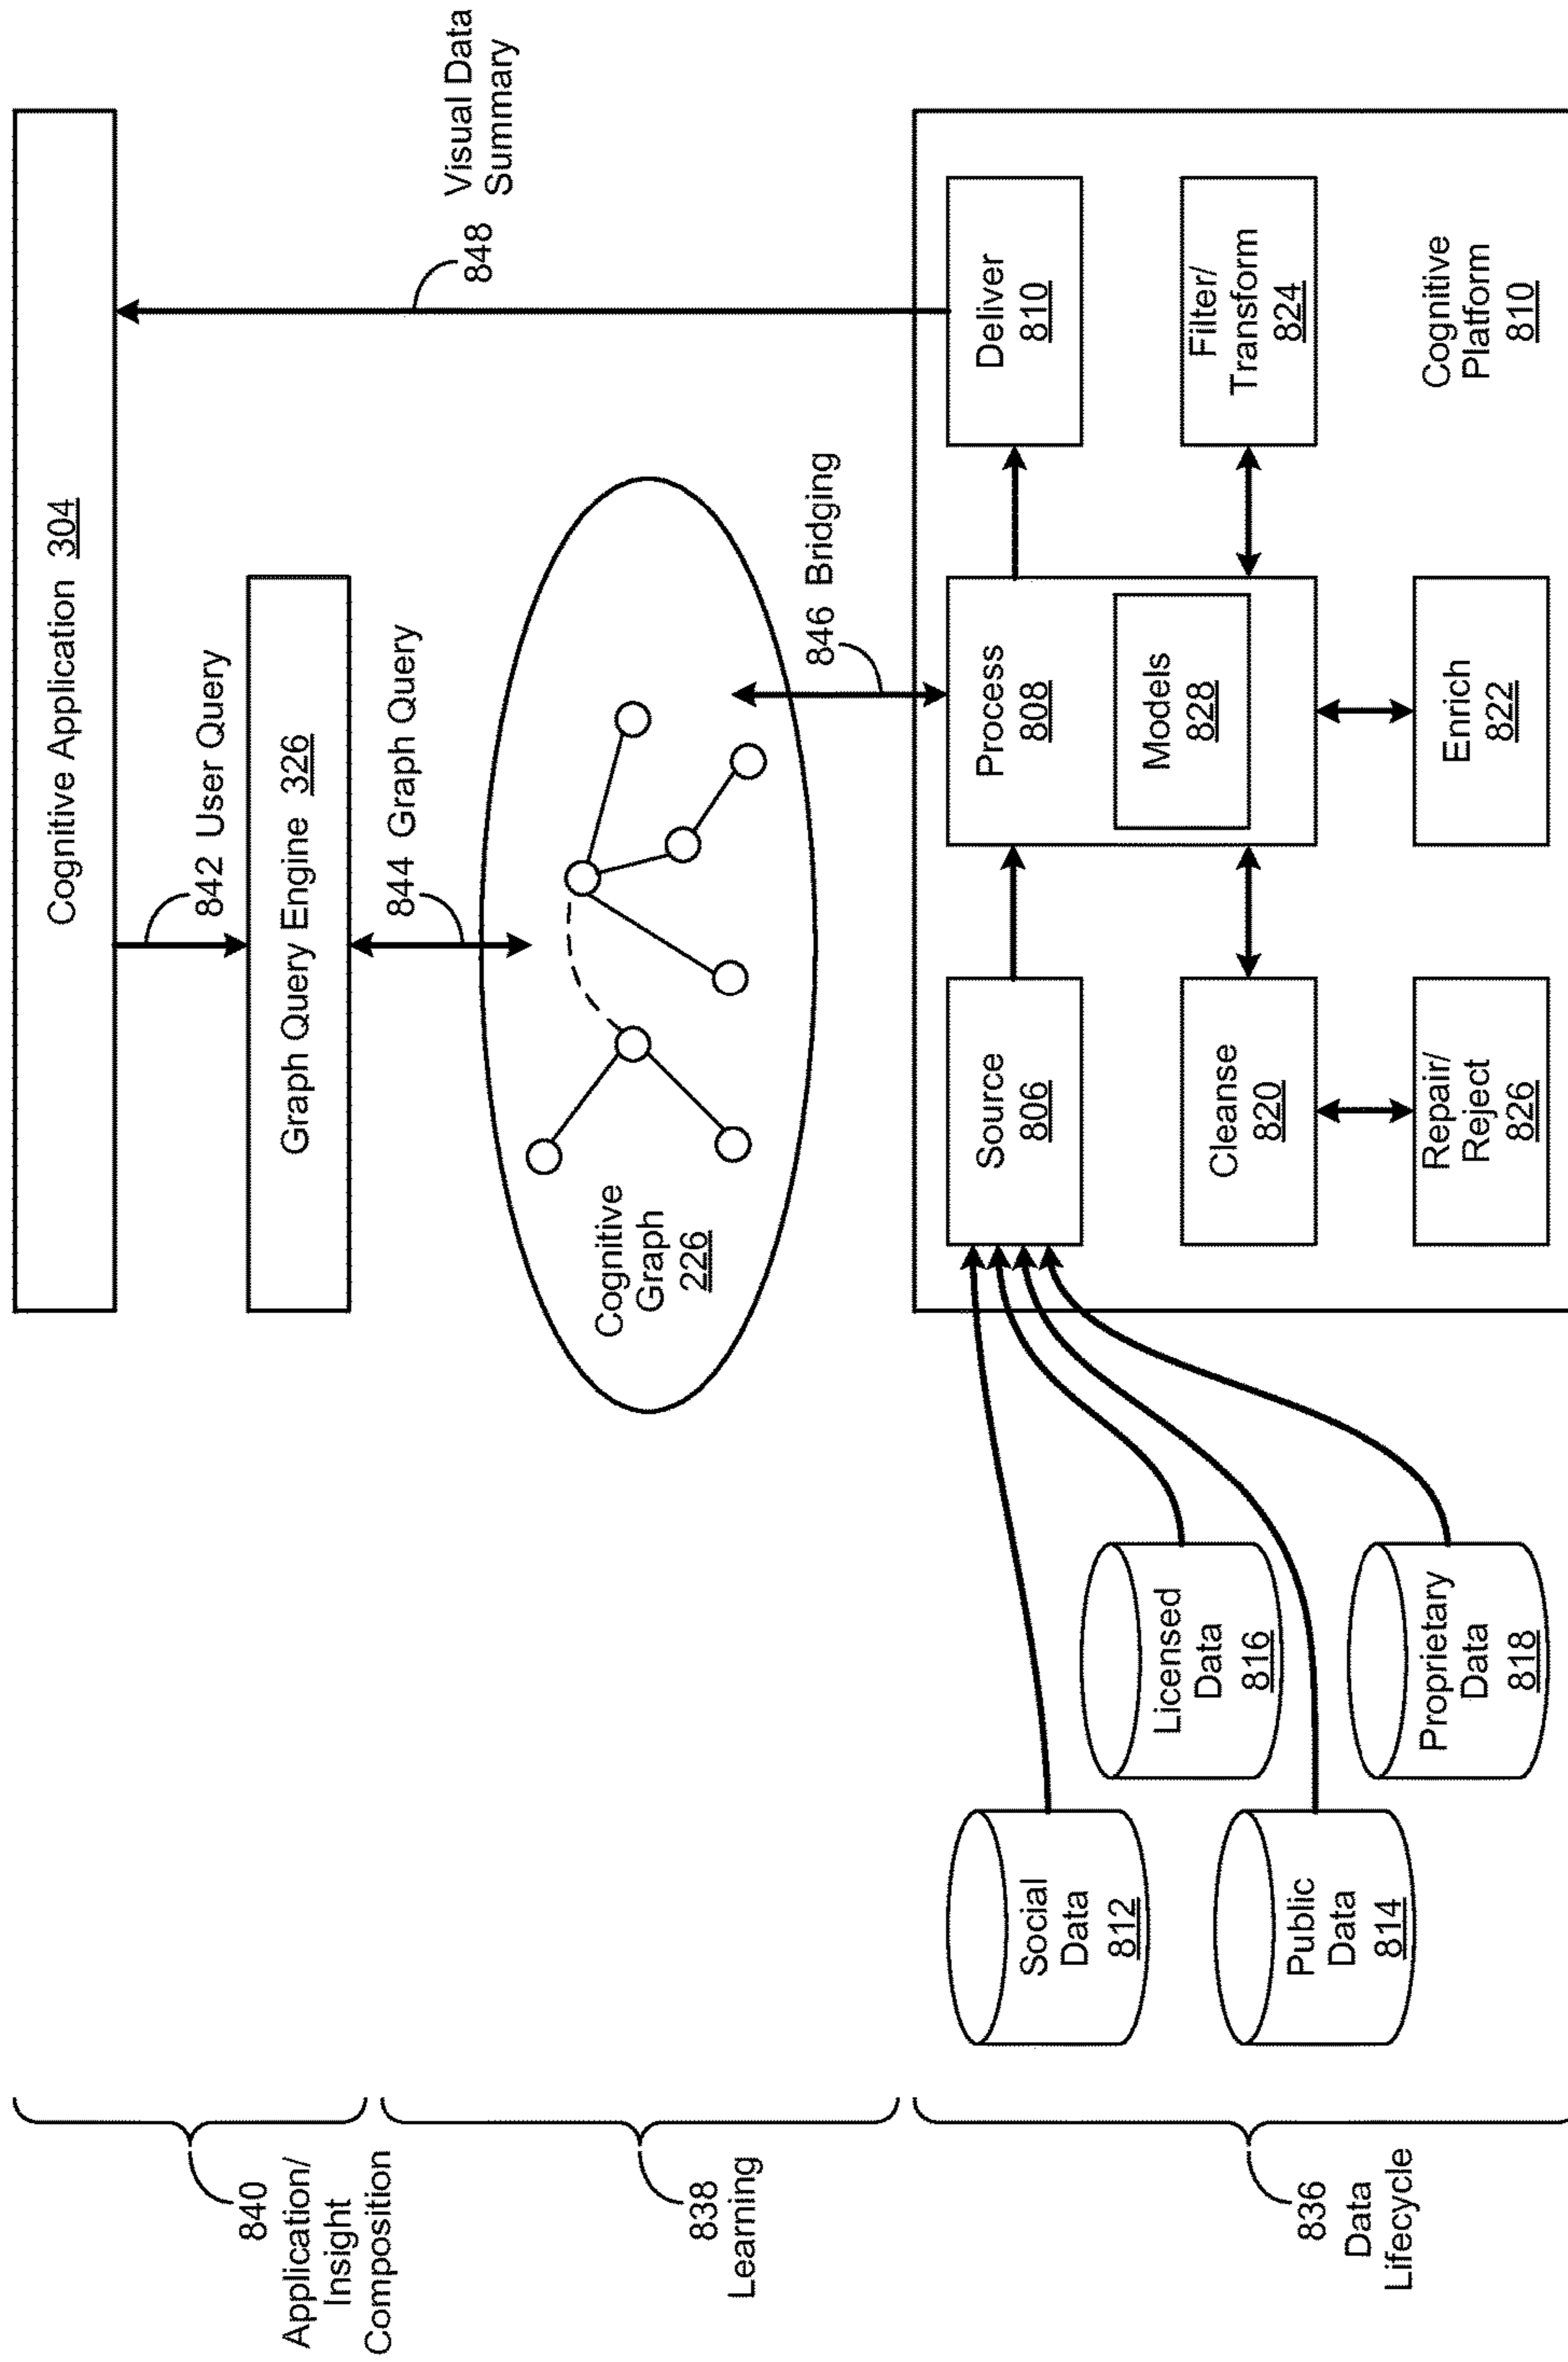 840
Application/
Insight
Composition
Cognitive Application 304
842 User Query
Graph Query Engine 326
844 Graph Query
848 Visual Data
Summary
838
Learning
Cognitive
Graph
226
846 Bridging
836
Data
Lifecycle
Social
Data
812
Licensed
Data
816
Public
Data
814
Proprietary
Data
818
Source
806
Process
808
Models
828
Deliver
810
Cleanse
820
Filter/
Transform
824
Repair/
Reject
826
Enrich
822
Cognitive
Platform
810